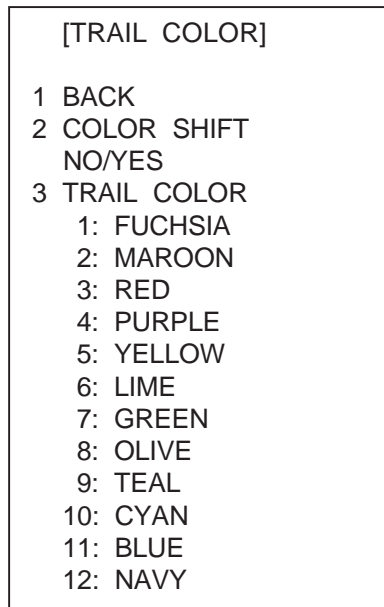 [TRAIL COLOR]
1 BACK
2 COLOR SHIFT
NO/YES
3 TRAIL COLOR
1: FUCHSIA
2: MAROON
3: RED
4: PURPLE
5: YELLOW
6: LIME
7: GREEN
8: OLIVE
9: TEAL
10: CYAN
11: BLUE
12: NAVY